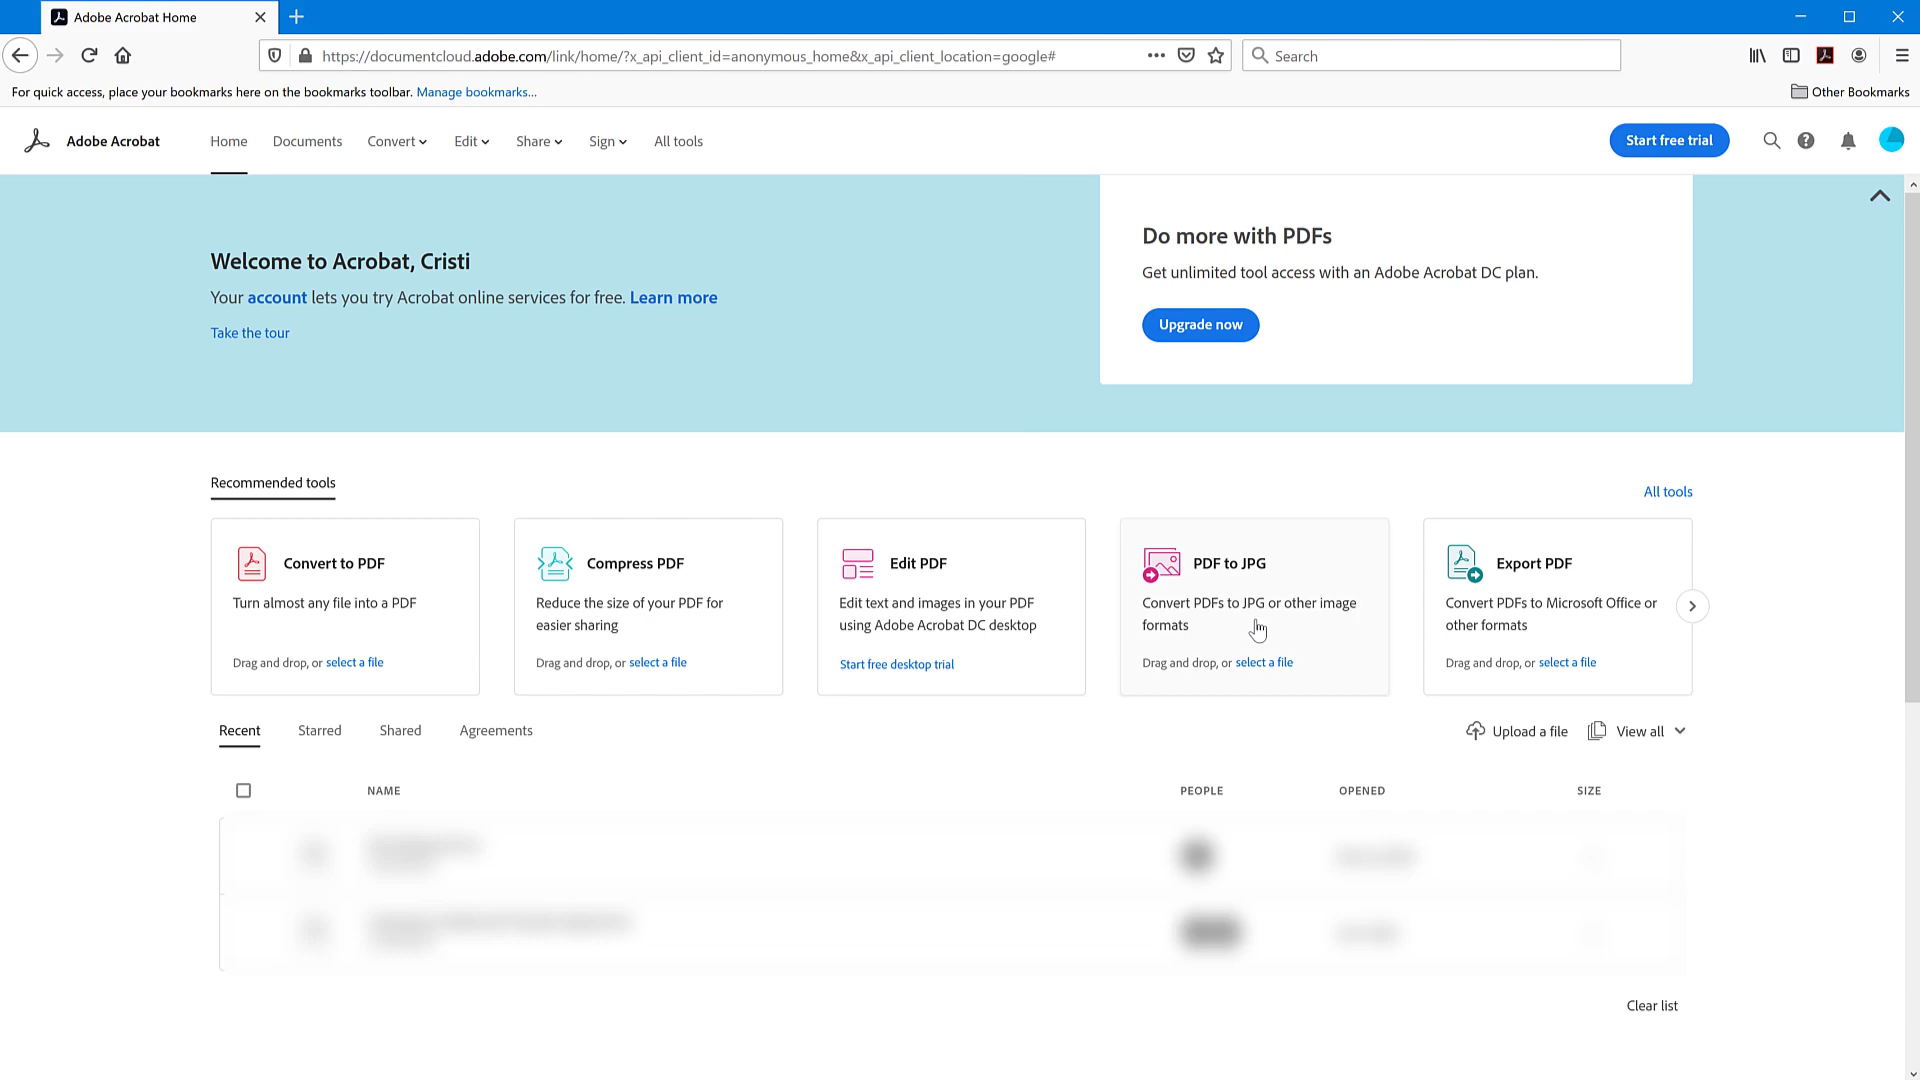 Adobe Acrobat Home
https://documentcloud.adobe.com/link/home/?x_api_client_id=anonymous_home&x_api_client_location=google#
Search
For quick access, place your bookmarks here on the bookmarks toolbar. Manage bookmarks...
Other Bookmarks
Adobe Acrobat
Home
Documents
Convert
Edit
Share
Sign
All tools
Start free trial
Welcome to Acrobat, Cristi
Your account lets you try Acrobat online services for free. Learn more
Take the tour
Do more with PDFs
Get unlimited tool access with an Adobe Acrobat DC plan.
Upgrade now
Recommended tools
All tools
Convert to PDF
Turn almost any file into a PDF
Drag and drop, or select a file
Compress PDF
Reduce the size of your PDF for
easier sharing
Drag and drop, or select a file
Edit PDF
Edit text and images in your PDF
using Adobe Acrobat DC desktop
Start free desktop trial
PDF to JPG
Convert PDFs to JPG or other image
formats
Drag and drop, or select a file
Export PDF
Convert PDFs to Microsoft Office or
other formats
Drag and drop, or select a file
Recent
Starred
Shared
Agreements
Upload a file
View all
NAME
PEOPLE
OPENED
SIZE
Clear list